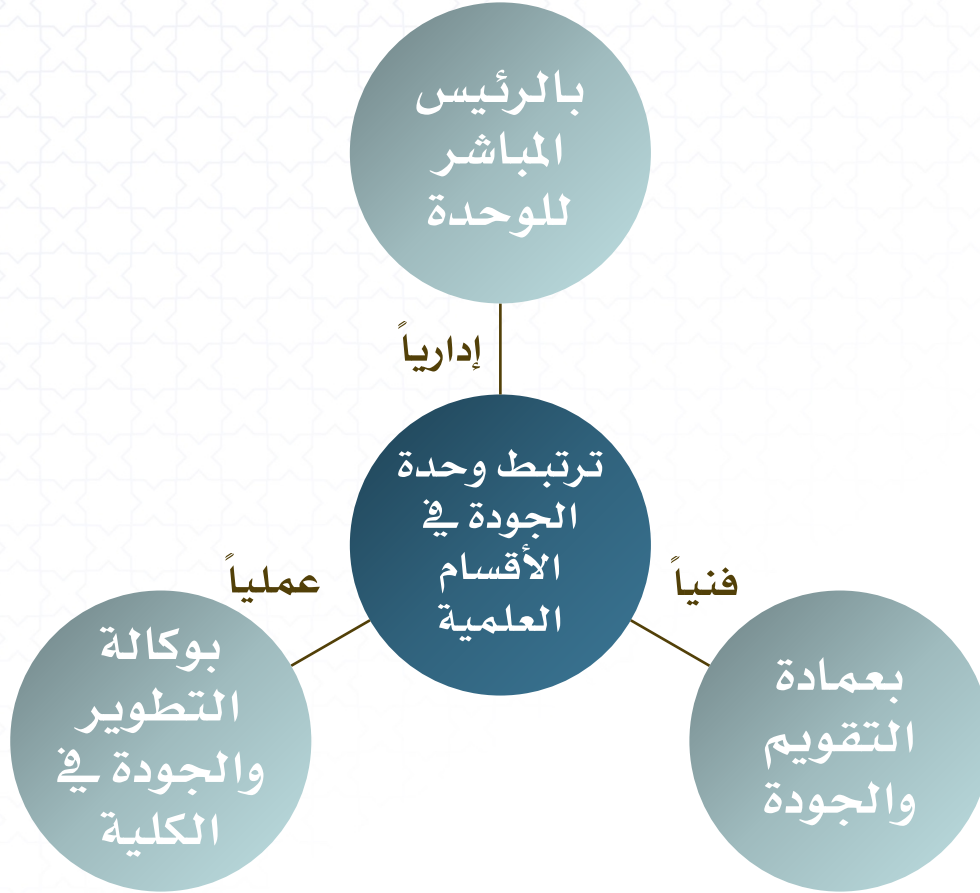 بالرئيس
المباشر
للوحدة
إدارياً
ترتبط وحدة
الجودة في
الأقسام
العلمية
فنياً
بعمادة
التقويم
والجودة
عملياً
بوكالة
التطوير
والجودة في
الكلية